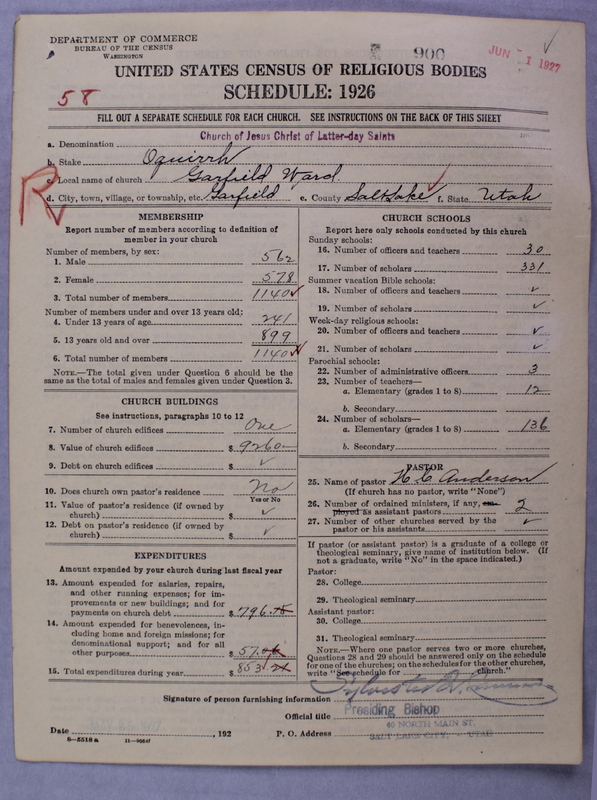 DEPARTMENT OF COMMERCE
BUREAU OF THE CENSUS
WASHINGTON
900
JUN - 1 1927
UNITED STATES CENSUS OF RELIGIOUS BODIES
SCHEDULE: 1926
58
FILL OUT A SEPARATE SCHEDULE FOR EACH CHURCH. SEE INSTRUCTIONS ON THE BACK OF THIS SHEET
Church of Jesus Christ of Latter-day Saints
a. Denomination
b. Stake Oquirrh
c. Local name of church Garfield Ward.
R
d. City, town, village, or township, etc. Garfield e. County Salt Lake ✓ f. State Utah
MEMBERSHIP
Report number of members according to definition of
member in your church
Number of members, by sex:
1. Male 562
2. Female 578
3. Total number of members 1140 ✓
Number of members under and over 13 years old:
4. Under 13 years of age 241
5. 13 years old and over 899
6. Total number of members 1140 ✓
NOTE.—The total given under Question 6 should be the
same as the total of males and females given under Question 3.
CHURCH BUILDINGS
See instructions, paragraphs 10 to 12
7. Number of church edifices One
8. Value of church edifices $ 9260—
9. Debt on church edifices $ ✓
10. Does church own pastor's residence No
Yes or No
11. Value of pastor's residence (if owned by
church) $ ✓
12. Debt on pastor's residence (if owned by
church) $ ✓
EXPENDITURES
Amount expended by your church during last fiscal year
13. Amount expended for salaries, repairs,
and other running expenses; for im-
provements or new buildings; and for
payments on church debt $ 796.
14. Amount expended for benevolences, in-
cluding home and foreign missions; for
denominational support; and for all
other purposes $ 57.
15. Total expenditures during year $ 853
CHURCH SCHOOLS
Report here only schools conducted by this church
Sunday schools:
16. Number of officers and teachers 30
17. Number of scholars 331
Summer vacation Bible schools:
18. Number of officers and teachers ✓
19. Number of scholars ✓
Week-day religious schools:
20. Number of officers and teachers ✓
21. Number of scholars ✓
Parochial schools:
22. Number of administrative officers 3
23. Number of teachers—
a. Elementary (grades 1 to 8) 12
b. Secondary
24. Number of scholars—
a. Elementary (grades 1 to 8) 136
b. Secondary
PASTOR
25. Name of pastor H C Anderson
(If church has no pastor, write "None")
26. Number of ordained ministers, if any, em-
ployed as assistant pastors 2
27. Number of other churches served by the
pastor or his assistants ✓
If pastor (or assistant pastor) is a graduate of a college or
theological seminary, give name of institution below. (If
not a graduate, write "No" in the space indicated.)
Pastor:
28. College
29. Theological seminary
Assistant pastor:
30. College
31. Theological seminary
NOTE.—Where one pastor serves two or more churches,
Questions 28 and 29 should be answered only on the schedule
for one of the churches; on the schedules for the other churches,
write "See schedule for church."
Signature of person furnishing information
Official title Presiding Bishop
Date , 192 P. O. Address 40 NORTH MAIN ST.
SALT LAKE CITY, - UTAH
8—5518a